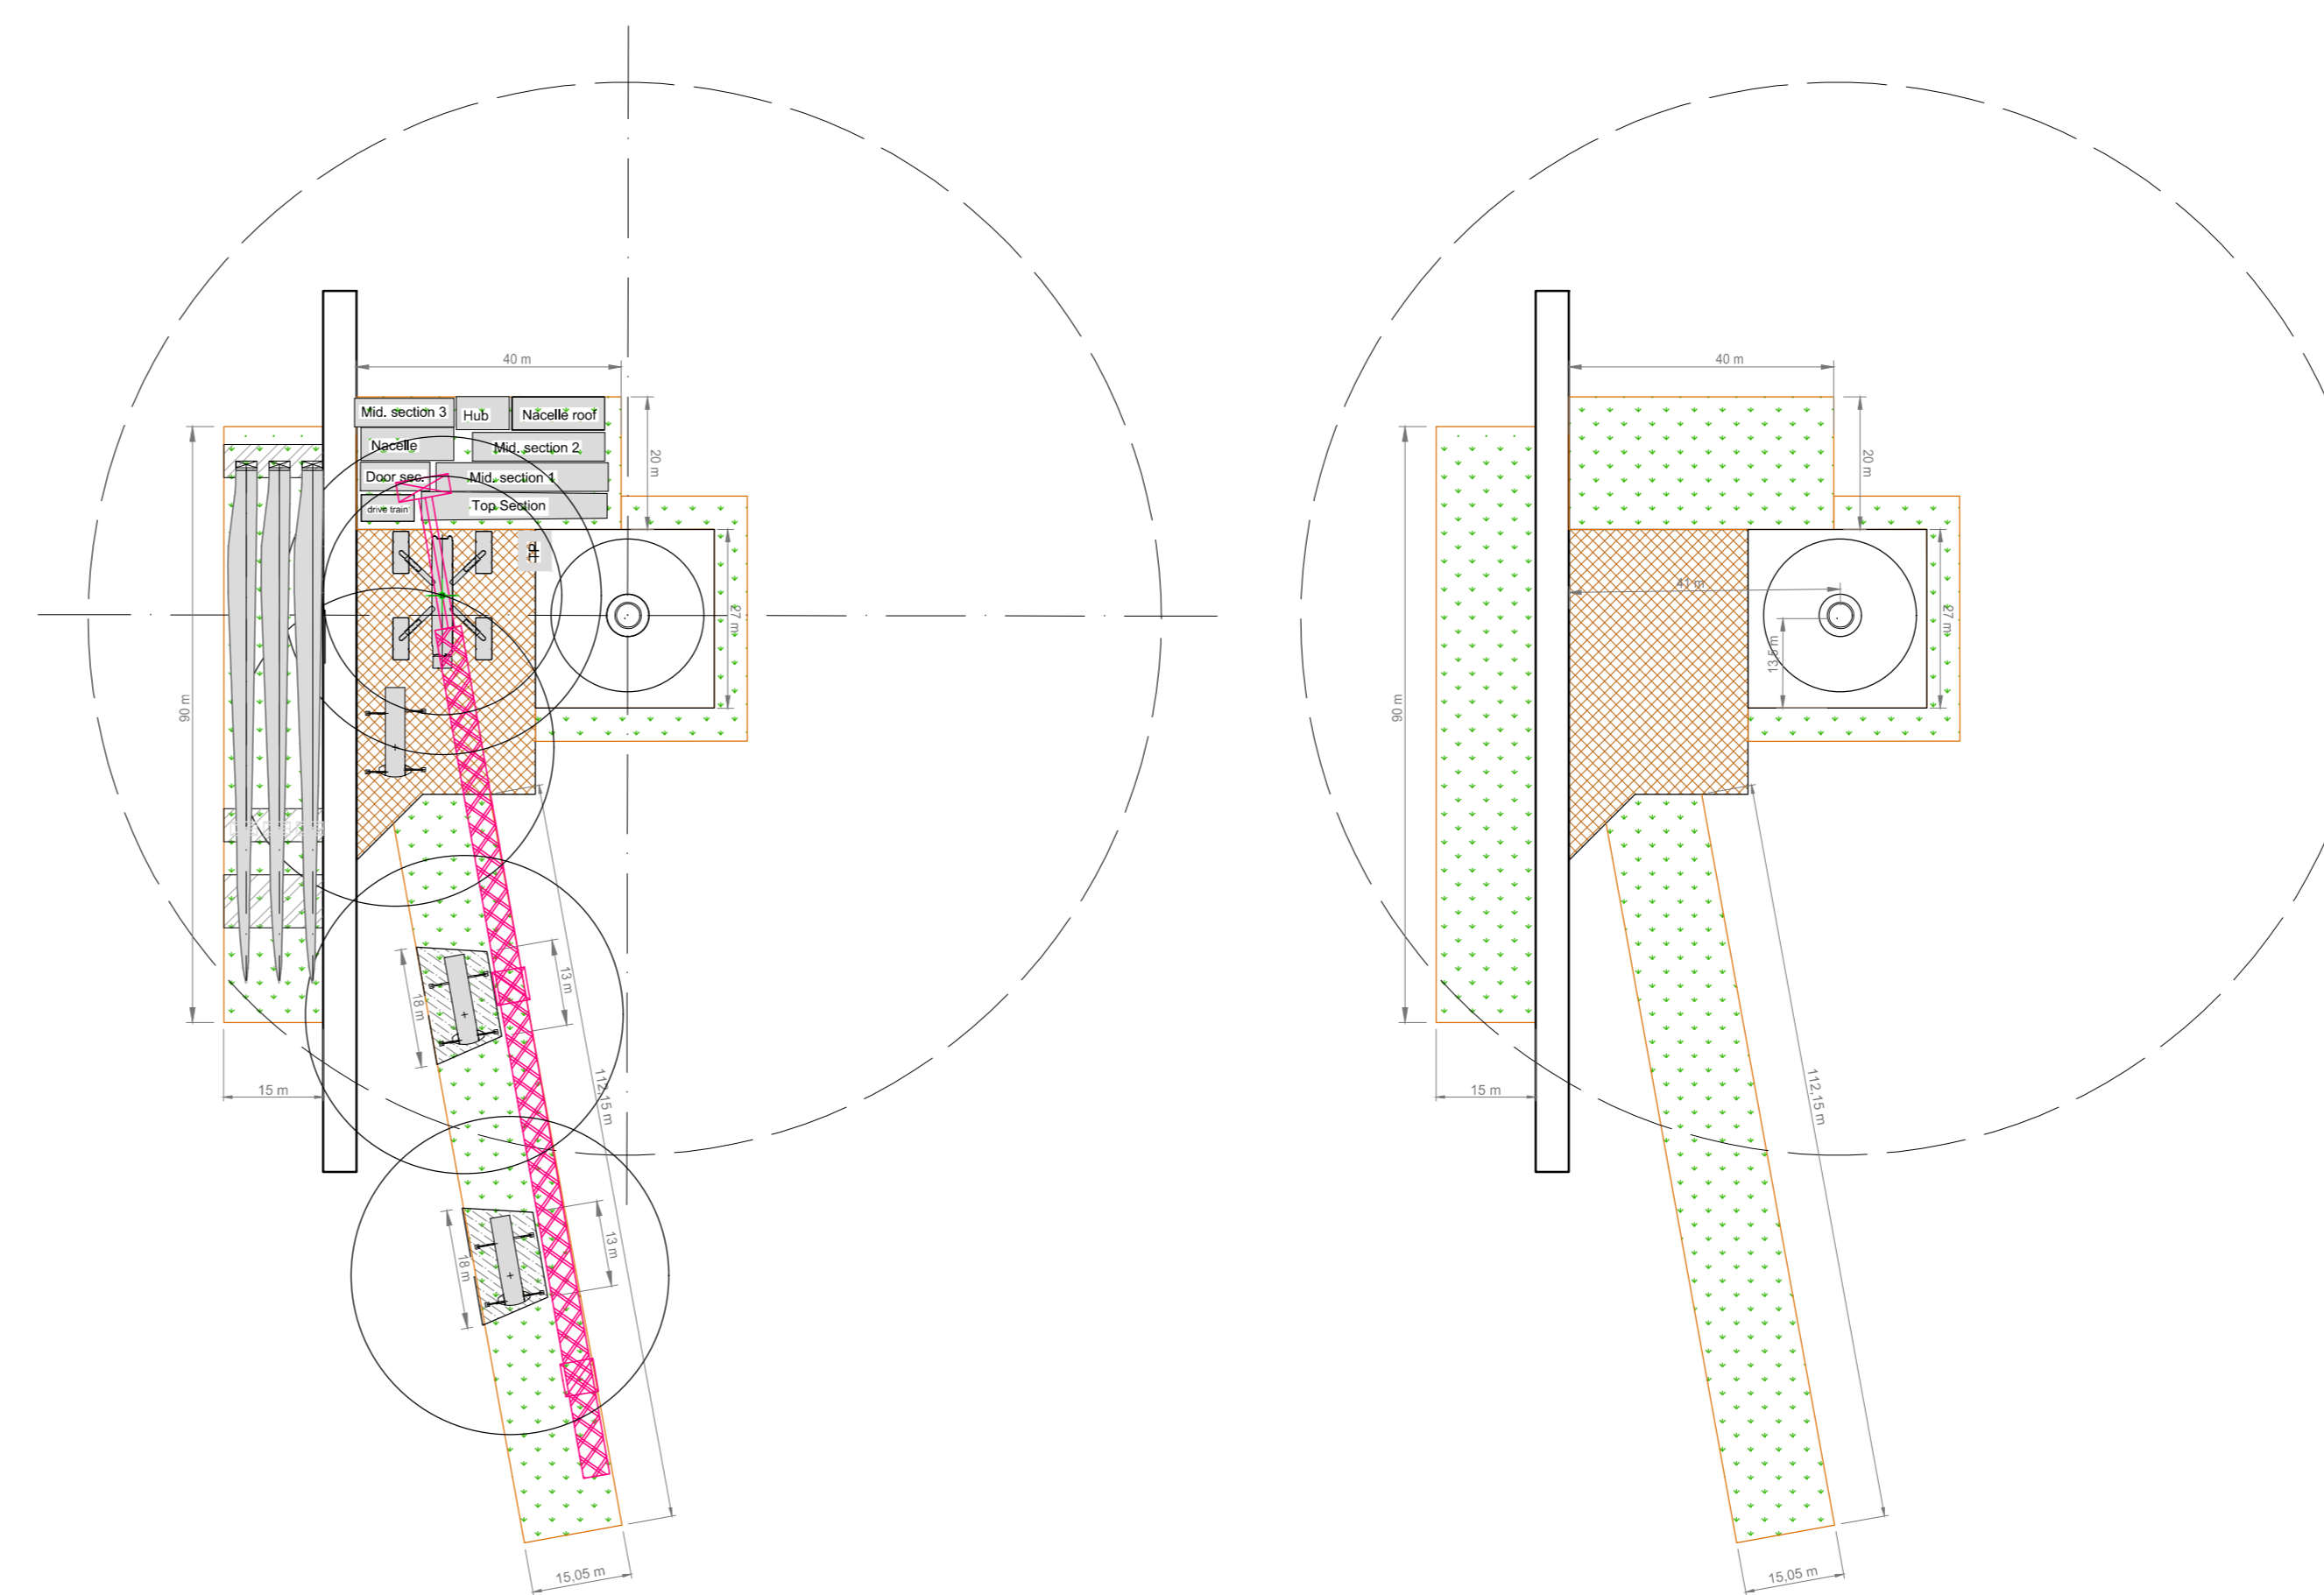 40 m
Mid. section 3
Hub
Nacelle roof
Nacelle
Mid. section 2
Door sec.
Mid. section 1
drive train
Top Section
20 m
27 m
90 m
15 m
18 m
13 m
112,15 m
18 m
13 m
15,05 m
40 m
20 m
41 m
27 m
13,5 m
90 m
15 m
112,15 m
15,05 m